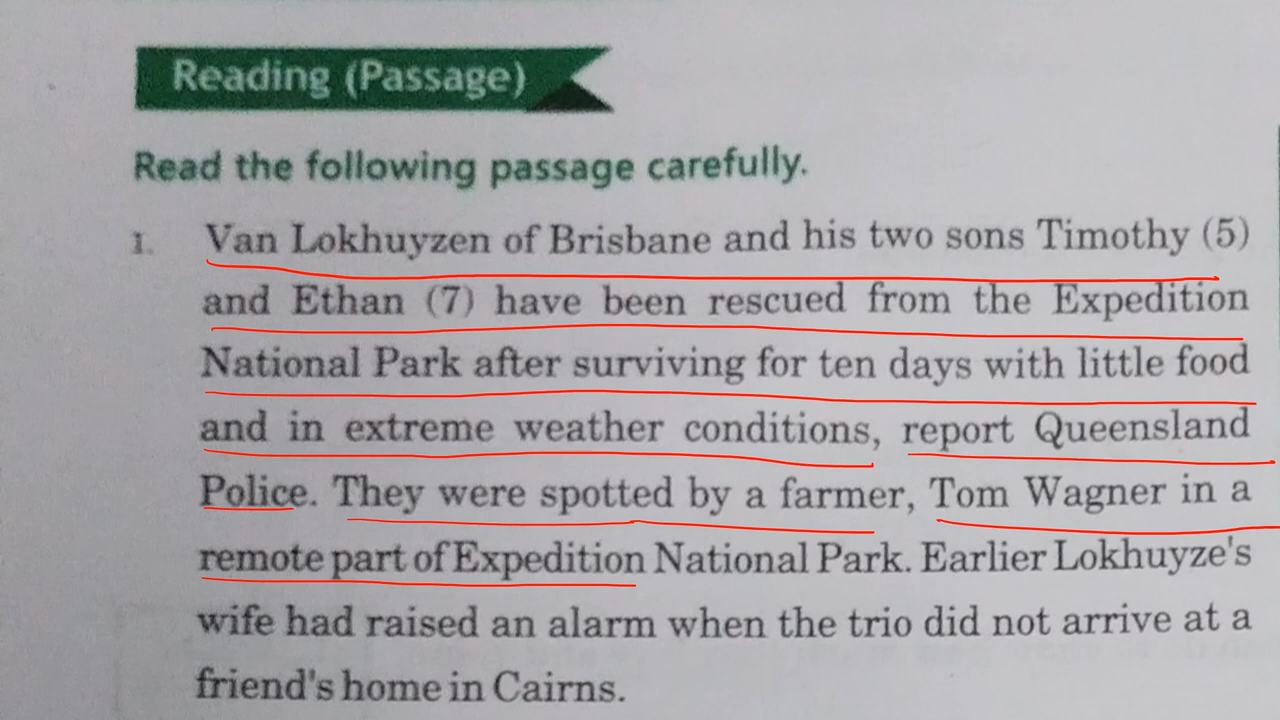 Reading (Passage)
Read the following passage carefully.
1. Van Lokhuyzen of Brisbane and his two sons Timothy (5)
and Ethan (7) have been rescued from the Expedition
National Park after surviving for ten days with little food
and in extreme weather conditions, report Queensland
Police. They were spotted by a farmer, Tom Wagner in a
remote part of Expedition National Park. Earlier Lokhuyze's
wife had raised an alarm when the trio did not arrive at a
friend's home in Cairns.